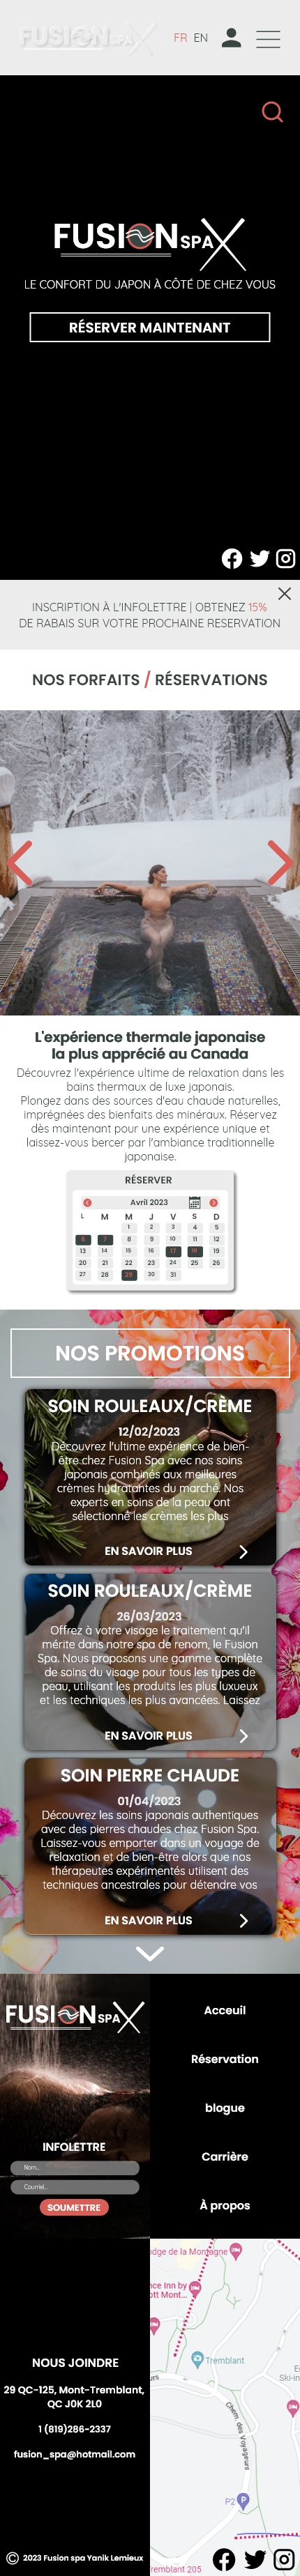 FUSION SPA X
FR EN
FUSION SPA X
LE CONFORT DU JAPON À CÔTÉ DE CHEZ VOUS
RÉSERVER MAINTENANT
INSCRIPTION À L'INFOLETTRE | OBTENEZ 15%
DE RABAIS SUR VOTRE PROCHAINE RESERVATION
NOS FORFAITS / RÉSERVATIONS
L'expérience thermale japonaise
la plus apprécié au Canada
Découvrez l'expérience ultime de relaxation dans les
bains thermaux de luxe japonais.
Plongez dans des sources d'eau chaude naturelles,
imprégnées des bienfaits des minéraux. Réservez
dès maintenant pour une expérience unique et
laissez-vous bercer par l'ambiance traditionnelle
japonaise.
RÉSERVER
Avril 2023
L M M J V S D
1 2 3 4 5
6 7 8 9 10 11 12
13 14 15 16 17 18 19
20 21 22 23 24 25 26
27 28 29 30 31
NOS PROMOTIONS
SOIN ROULEAUX/CRÈME
12/02/2023
Découvrez l'ultime expérience de bien-
être chez Fusion Spa avec nos soins
japonais combinés aux meilleures
crèmes hydratantes du marché. Nos
experts en soins de la peau ont
sélectionné les crèmes les plus
EN SAVOIR PLUS
SOIN ROULEAUX/CRÈME
26/03/2023
Offrez à votre visage le traitement qu'il
mérite dans notre spa de renom, le Fusion
Spa. Nous proposons une gamme complète
de soins du visage pour tous les types de
peau, utilisant les produits les plus luxueux
et les techniques les plus avancées. Laissez
EN SAVOIR PLUS
SOIN PIERRE CHAUDE
01/04/2023
Découvrez les soins japonais authentiques
avec des pierres chaudes chez Fusion Spa.
Laissez-vous emporter dans un voyage de
relaxation et de bien-être alors que nos
thérapeutes expérimentés utilisent des
techniques ancestrales pour détendre vos
EN SAVOIR PLUS
FUSION SPA X
INFOLETTRE
Nom...
Courriel...
SOUMETTRE
Acceuil
Réservation
blogue
Carrière
À propos
NOUS JOINDRE
29 QC-125, Mont-Tremblant,
QC J0K 2L0
1 (819)286-2337
fusion_spa@hotmail.com
© 2023 Fusion spa Yanik Lemieux
dge de la Montagne
nce Inn by
ott Mont...
Tremblant
urs
Ski-in
Chem. des Voyageurs
P2 P
remblant 205